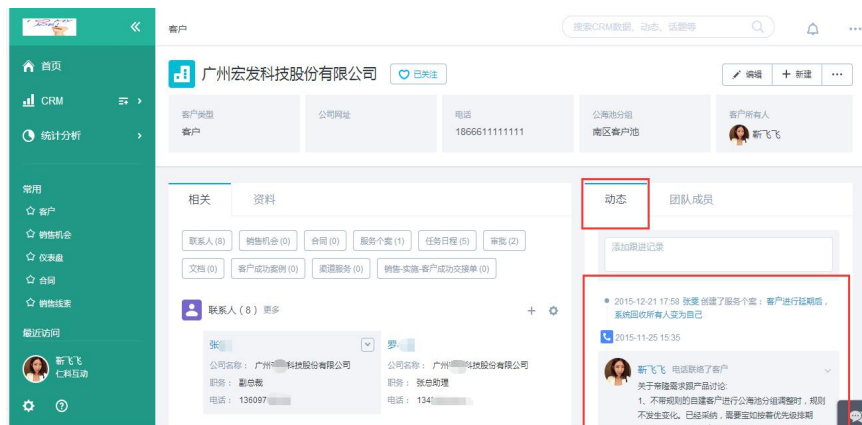 客户
搜索CRM数据、动态、话题等
首页
CRM
统计分析
常用
客户
销售机会
仪表盘
合同
销售线索
最近访问
靳飞飞
仁科互动
广州宏发科技股份有限公司
已关注
编辑
新建
客户类型
客户
公司网址
电话
1866611111111
公海池分组
南区客户池
客户所有人
靳飞飞
相关
资料
联系人 (8)
销售机会 (0)
合同 (0)
服务个案 (1)
任务日程 (5)
审批 (2)
文档 (0)
客户成功案例 (0)
渠道服务 (0)
销售-实施-客户成功交接单 (0)
联系人 ( 8 ) 更多
张
公司名称： 广州 科技股份有限公司
职务： 副总裁
电话： 136097
罗
公司名称： 广州 科技股份有限公司
职务： 张总助理
电话： 134
动态
团队成员
添加跟进记录
2015-12-21 17:58 张雯 创建了服务个案： 客户进行延期后，
系统回收所有人变为自己
2015-11-25 15:35
靳飞飞 电话联络了客户
关于帝隆需求跟产品讨论:
1、不带规则的自建客户进行公海池分组调整时，规则
不发生变化。已经采纳，需要宝如按着优先级排期